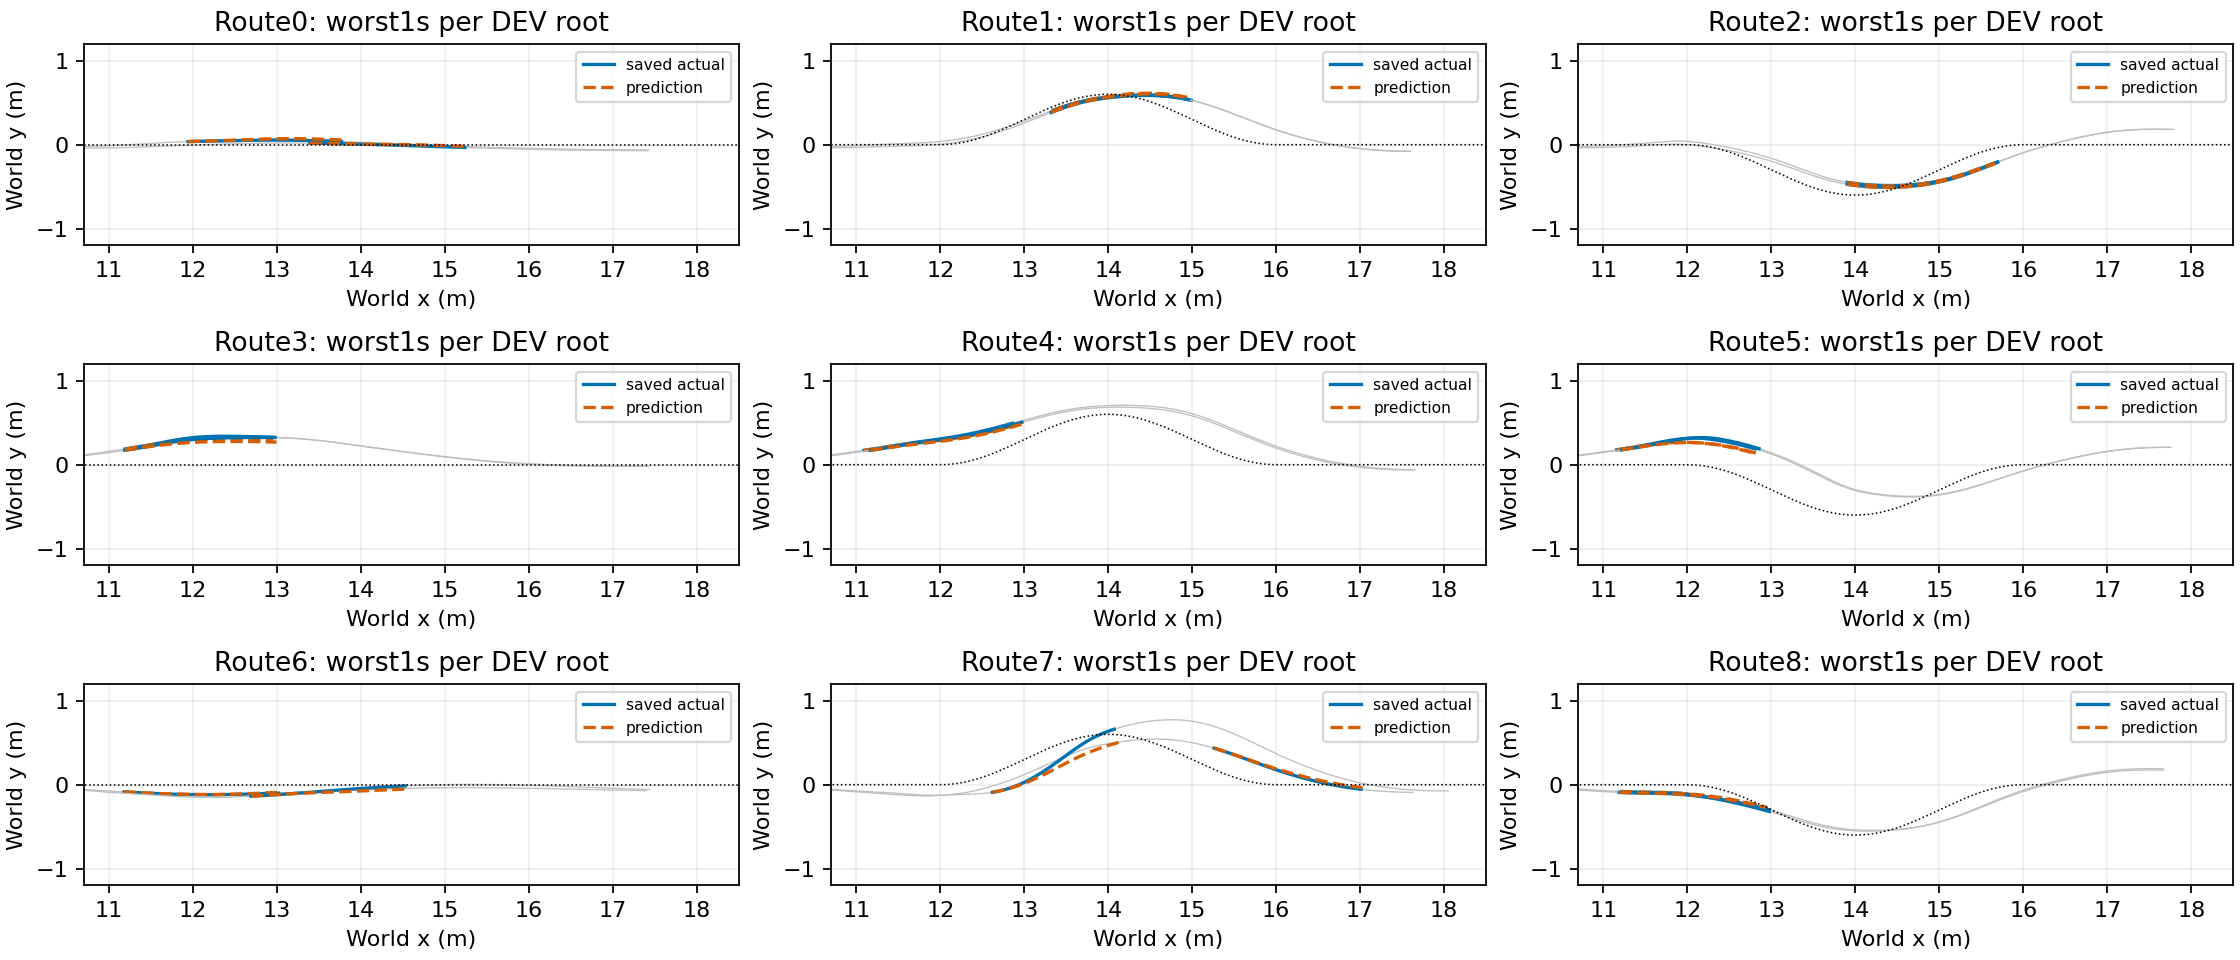 Route0: worst1s per DEV root
1
0
−1
World y (m)
saved actual
prediction
11 12 13 14 15 16 17 18
World x (m)
Route1: worst1s per DEV root
1
0
−1
World y (m)
saved actual
prediction
11 12 13 14 15 16 17 18
World x (m)
Route2: worst1s per DEV root
1
0
−1
World y (m)
saved actual
prediction
11 12 13 14 15 16 17 18
World x (m)
Route3: worst1s per DEV root
1
0
−1
World y (m)
saved actual
prediction
11 12 13 14 15 16 17 18
World x (m)
Route4: worst1s per DEV root
1
0
−1
World y (m)
saved actual
prediction
11 12 13 14 15 16 17 18
World x (m)
Route5: worst1s per DEV root
1
0
−1
World y (m)
saved actual
prediction
11 12 13 14 15 16 17 18
World x (m)
Route6: worst1s per DEV root
1
0
−1
World y (m)
saved actual
prediction
11 12 13 14 15 16 17 18
World x (m)
Route7: worst1s per DEV root
1
0
−1
World y (m)
saved actual
prediction
11 12 13 14 15 16 17 18
World x (m)
Route8: worst1s per DEV root
1
0
−1
World y (m)
saved actual
prediction
11 12 13 14 15 16 17 18
World x (m)